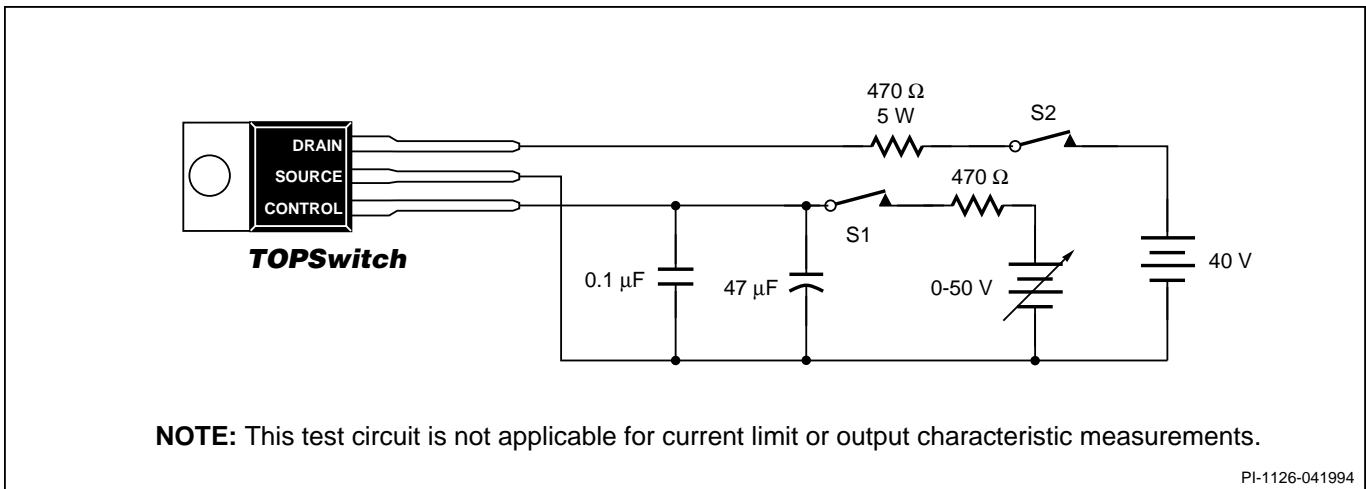 470 Ω
5 W
S2
DRAIN
SOURCE
CONTROL
470 Ω
S1
TOPSwitch
0.1 μF
47 μF
0-50 V
40 V
NOTE: This test circuit is not applicable for current limit or output characteristic measurements.
PI-1126-041994